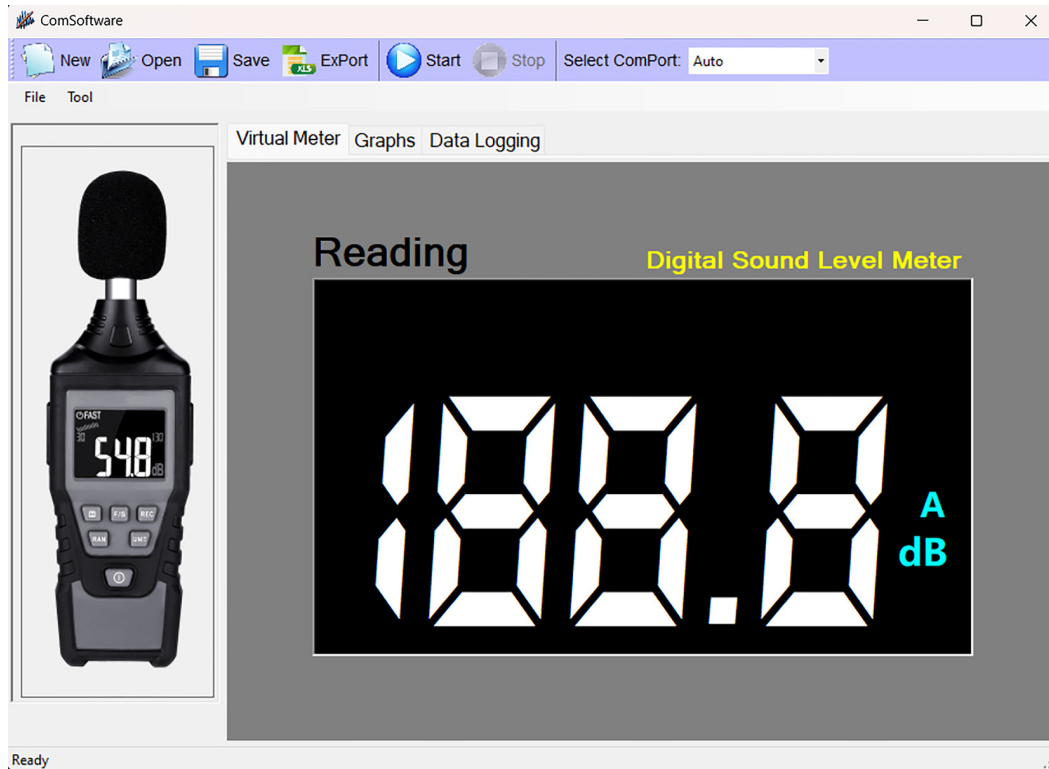 ComSoftware
New Open Save XLS ExPort Start Stop Select ComPort: Auto
File Tool
Virtual Meter Graphs Data Logging
Reading
Digital Sound Level Meter
188.8
A
dB
FAST
30 130
54.8
dB
H F/S REC
RAN UNIT
Ready